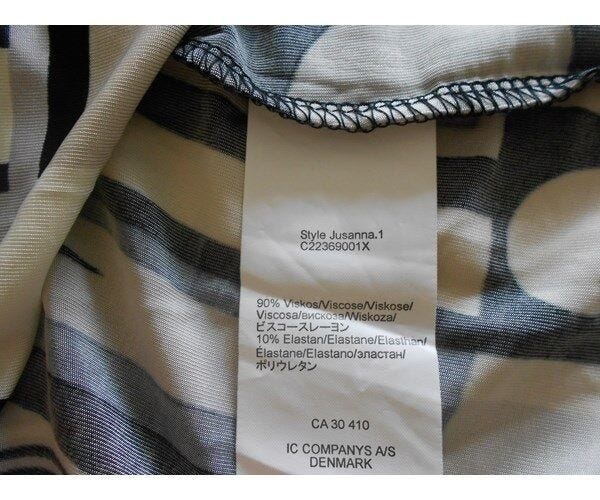 Style Jusanna.1
C22369001X
90% Viskos/Viscose/Viskose/
Viscosa/вискоза/Wiskoza/
ビスコースレーヨン
10% Elastan/Elastane/Elasthan/
Élastane/Elastano/эластан/
ポリウレタン
CA 30 410
IC COMPANYS A/S
DENMARK